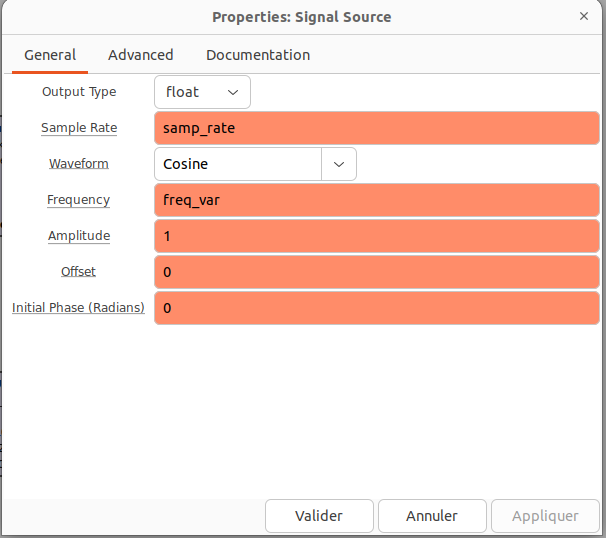 Properties: Signal Source
General Advanced Documentation
Output Type float
Sample Rate samp_rate
Waveform Cosine
Frequency freq_var
Amplitude 1
Offset 0
Initial Phase (Radians) 0
Valider Annuler Appliquer